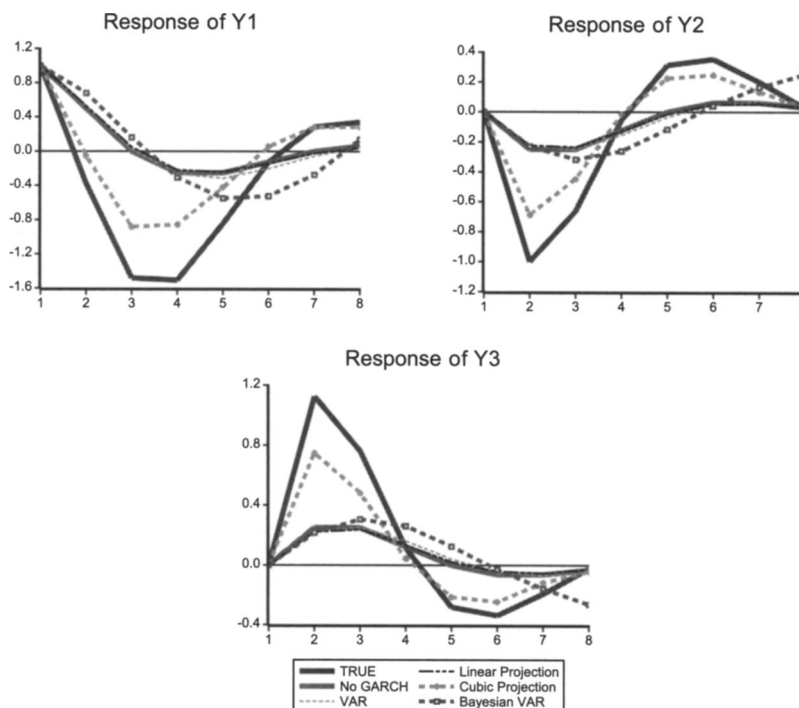 Response of Y1
1.2
0.8
0.4
0.0
-0.4
-0.8
-1.2
-1.6
1 2 3 4 5 6 7 8
Response of Y2
0.4
0.2
0.0
-0.2
-0.4
-0.6
-0.8
-1.0
-1.2
1 2 3 4 5 6 7
Response of Y3
1.2
0.8
0.4
0.0
-0.4
1 2 3 4 5 6 7 8
TRUE Linear Projection
No GARCH Cubic Projection
VAR Bayesian VAR